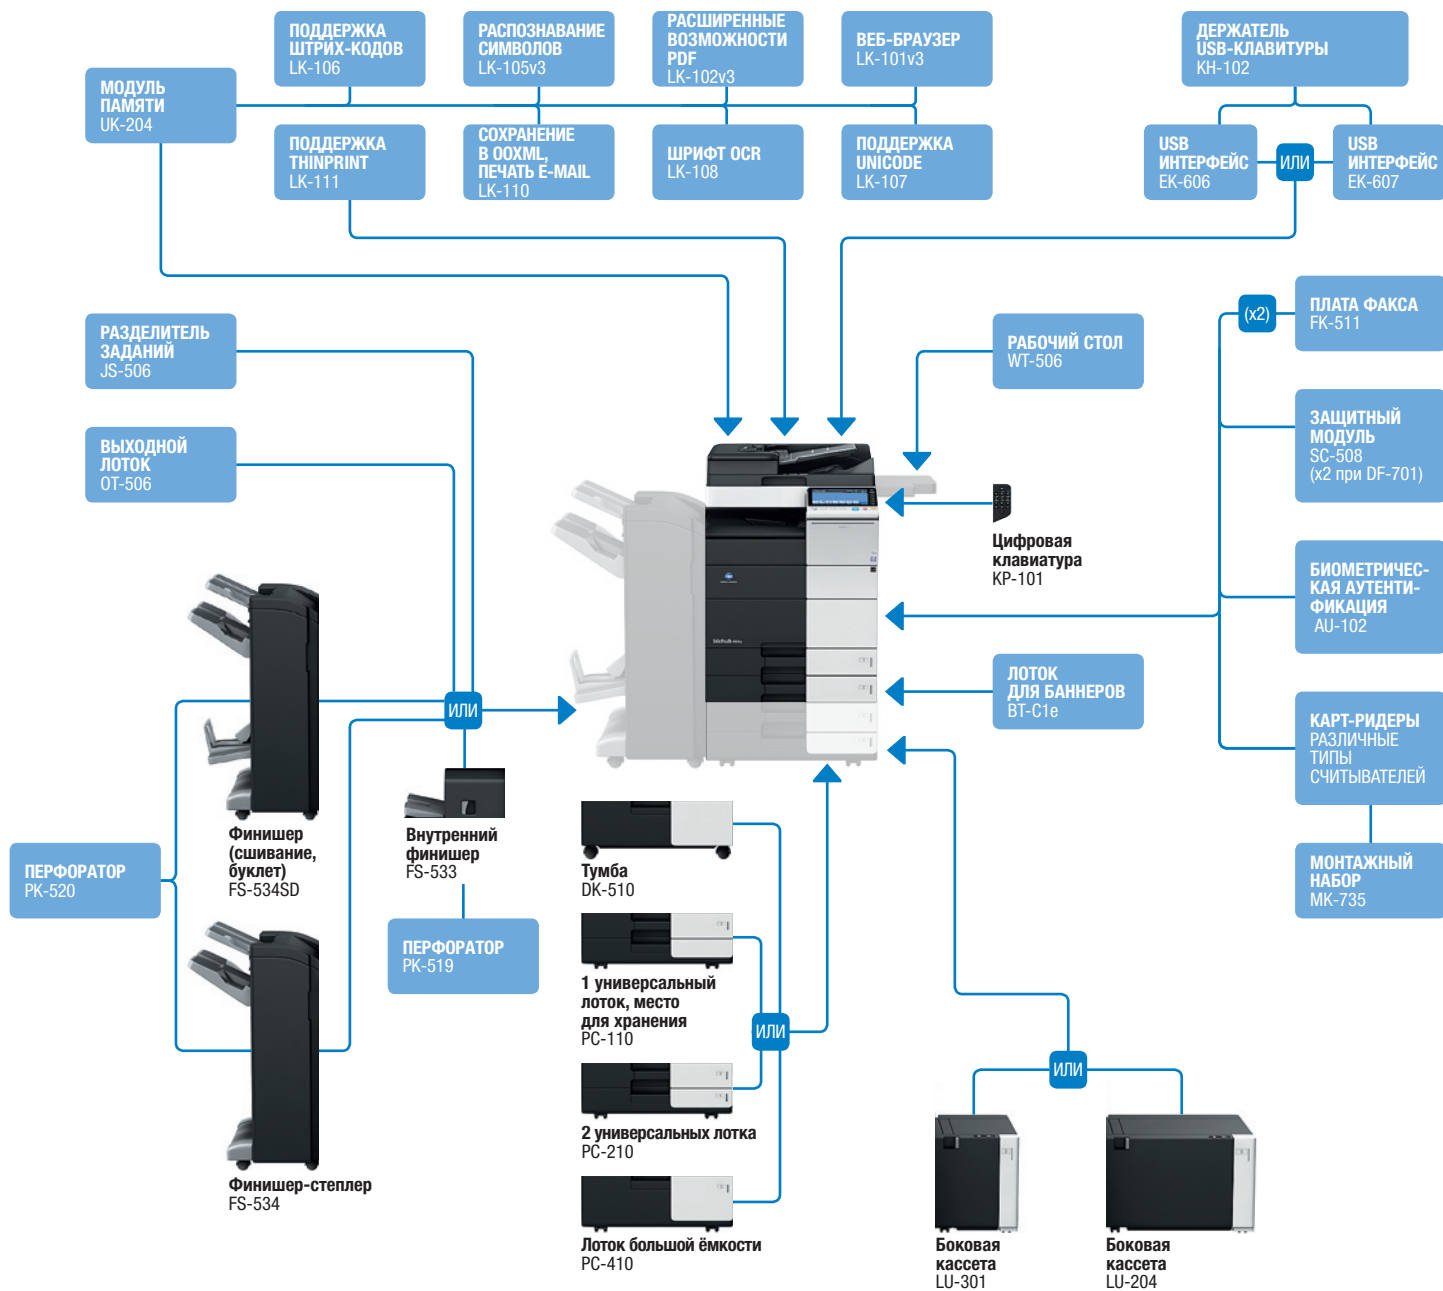 ПОДДЕРЖКА
ШТРИХ-КОДОВ
LK-106
РАСПОЗНАВАНИЕ
СИМВОЛОВ
LK-105v3
РАСШИРЕННЫЕ
ВОЗМОЖНОСТИ
PDF
LK-102v3
ВЕБ-БРАУЗЕР
LK-101v3
ДЕРЖАТЕЛЬ
USB-КЛАВИТУРЫ
KH-102
МОДУЛЬ
ПАМЯТИ
UK-204
ПОДДЕРЖКА
THINPRINT
LK-111
СОХРАНЕНИЕ
В OOXML,
ПЕЧАТЬ E-MAIL
LK-110
ШРИФТ OCR
LK-108
ПОДДЕРЖКА
UNICODE
LK-107
USB
ИНТЕРФЕЙС
EK-606
ИЛИ
USB
ИНТЕРФЕЙС
EK-607
РАЗДЕЛИТЕЛЬ
ЗАДАНИЙ
JS-506
РАБОЧИЙ СТОЛ
WT-506
(x2)
ПЛАТА ФАКСА
FK-511
ВЫХОДНОЙ
ЛОТОК
OT-506
ЗАЩИТНЫЙ
МОДУЛЬ
SC-508
(x2 при DF-701)
Цифровая
клавиатура
KP-101
БИОМЕТРИЧЕС-
КАЯ АУТЕНТИ-
ФИКАЦИЯ
AU-102
bizhub
ЛОТОК
ДЛЯ БАННЕРОВ
BT-C1e
ИЛИ
КАРТ-РИДЕРЫ
РАЗЛИЧНЫЕ
ТИПЫ
СЧИТЫВАТЕЛЕЙ
Финишер
(сшивание,
буклет)
FS-534SD
Внутренний
финишер
FS-533
Тумба
DK-510
ПЕРФОРАТОР
PK-520
МОНТАЖНЫЙ
НАБОР
MK-735
ПЕРФОРАТОР
PK-519
1 универсальный
лоток, место
для хранения
PC-110
ИЛИ
ИЛИ
2 универсальных лотка
PC-210
Финишер-степлер
FS-534
Лоток большой ёмкости
PC-410
Боковая
кассета
LU-301
Боковая
кассета
LU-204